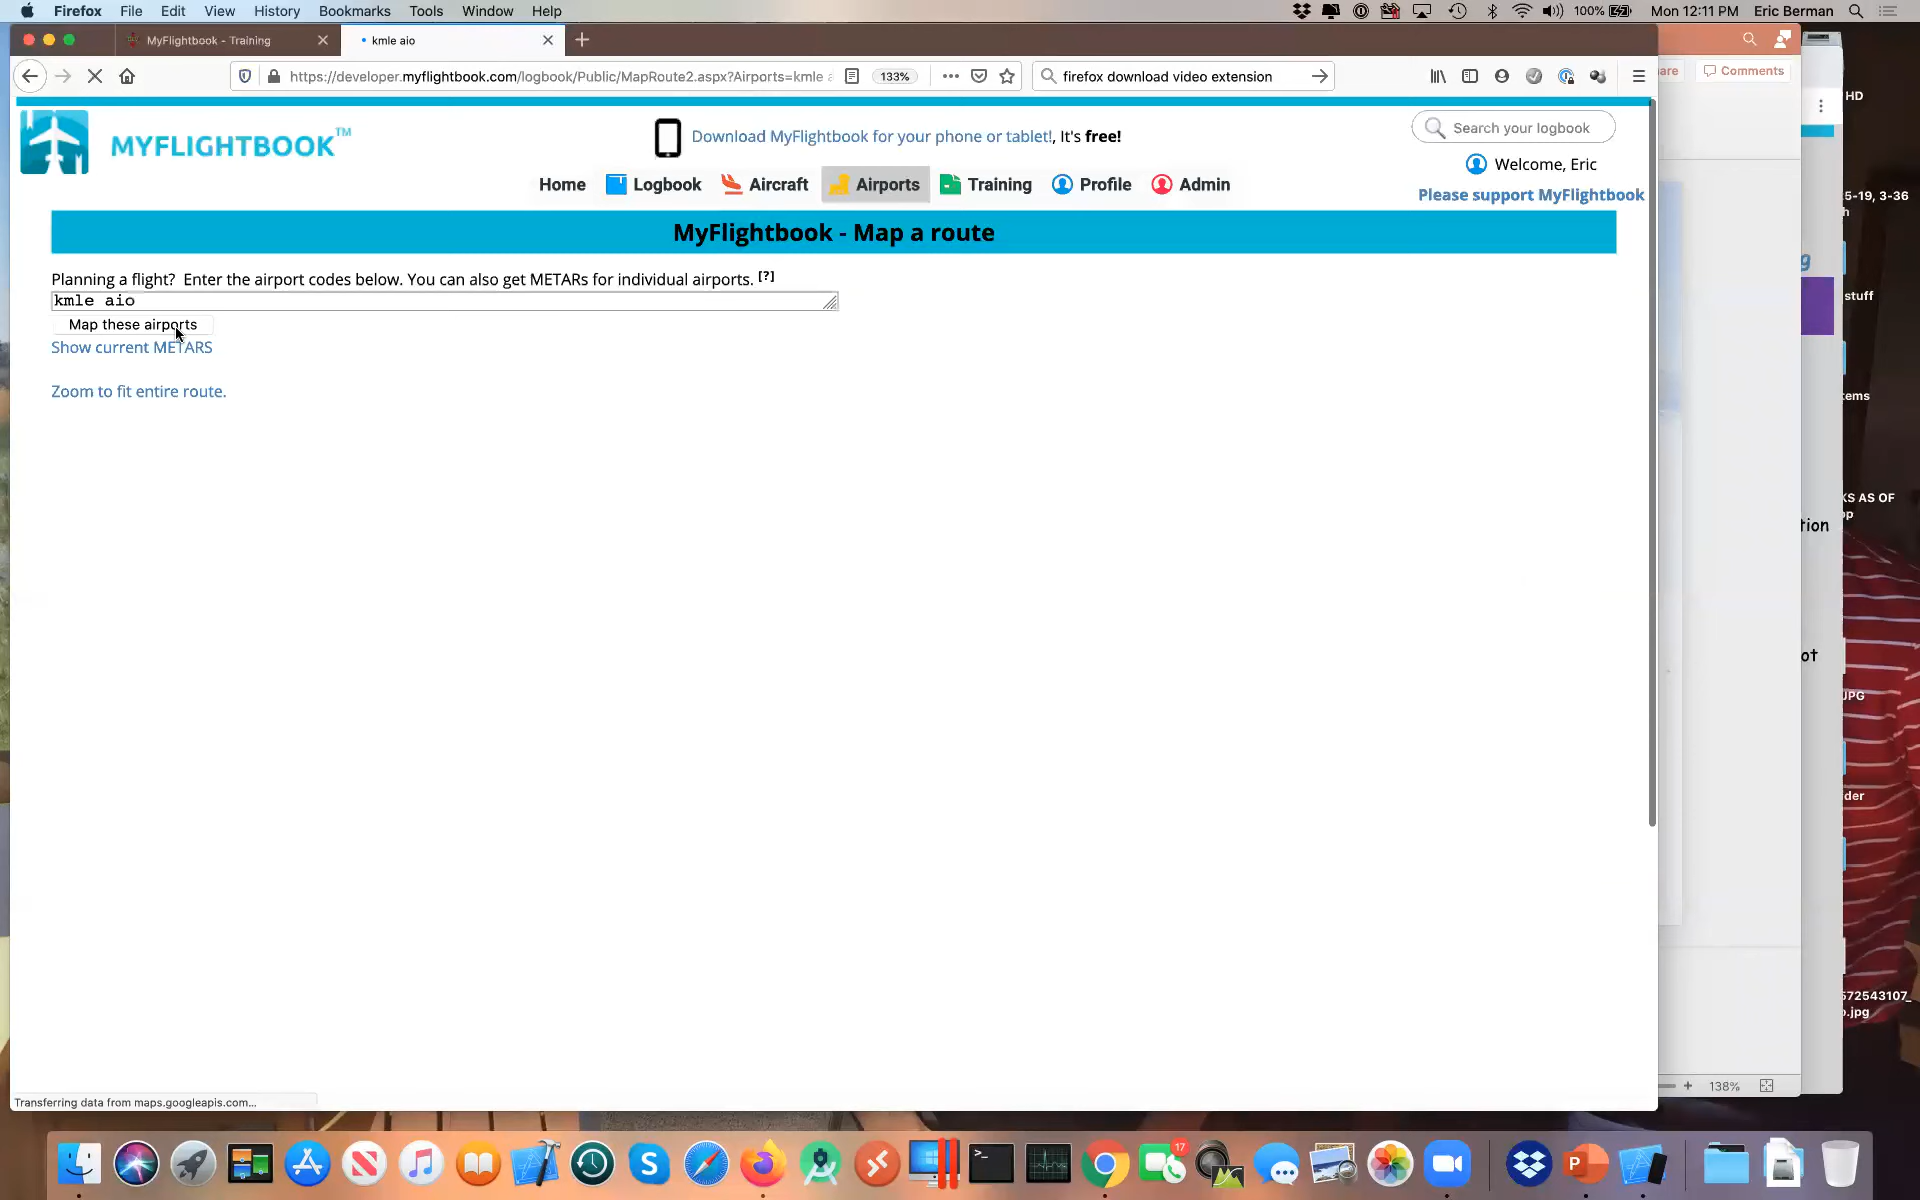 Firefox File Edit View History Bookmarks Tools Window Help 100% Mon 12:11 PM Eric Berman
MyFlightbook - Training kmle aio
https://developer.myflightbook.com/logbook/Public/MapRoute2.aspx?Airports=kmle 133% firefox download video extension
Comments
HD
MYFLIGHTBOOK™
Download MyFlightbook for your phone or tablet!, It's free!
Search your logbook
Welcome, Eric
Home Logbook Aircraft Airports Training Profile Admin
Please support MyFlightbook
5-19, 3-36
MyFlightbook - Map a route
Planning a flight? Enter the airport codes below. You can also get METARs for individual airports. [?]
stuff
kmle aio
Map these airports
Show current METARS
Zoom to fit entire route.
KS AS OF
JPG
572543107_
.jpg
138%
Transferring data from maps.googleapis.com...
17